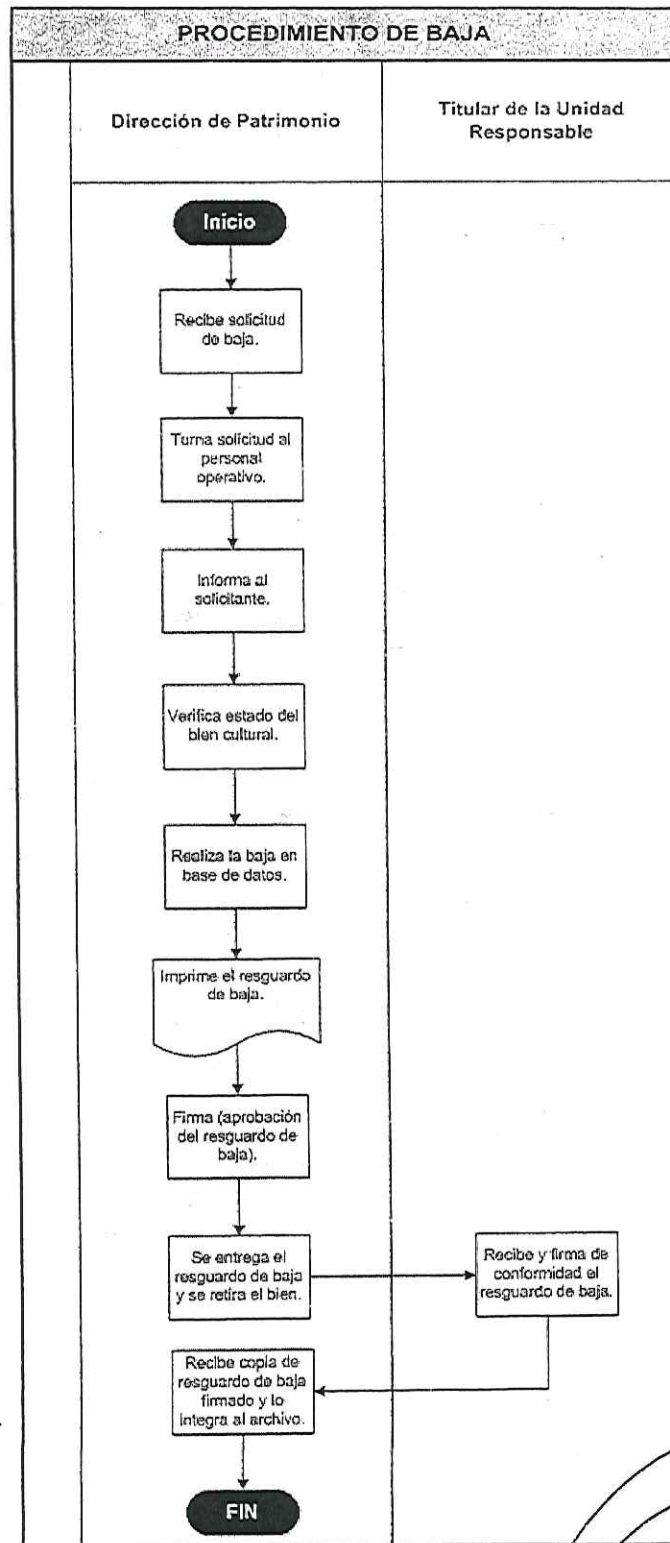 PROCEDIMIENTO DE BAJA
Dirección de Patrimonio
Titular de la Unidad
Responsable
Inicio
Recibe solicitud
de baja.
Turna solicitud al
personal
operativo.
Informa al
solicitante.
Verifica estado del
bien cultural.
Realiza la baja en
base de datos.
Imprime el resguardo
de baja.
Firma (aprobación
del resguardo de
baja).
Se entrega el
resguardo de baja
y se retira el bien.
Recibe y firma de
conformidad el
resguardo de baja.
Recibe copia de
resguardo de baja
firmado y lo
integra al archivo.
FIN